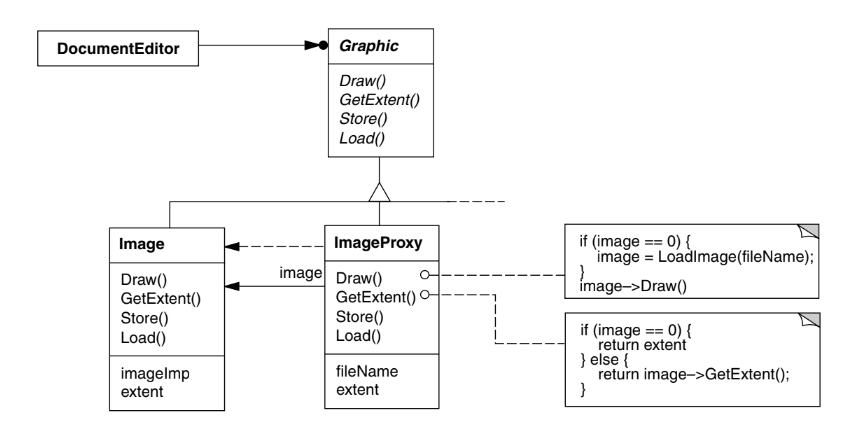 DocumentEditor
Graphic
Draw()
GetExtent()
Store()
Load()
Image
Draw()
GetExtent()
Store()
Load()
imageImp
extent
image
ImageProxy
Draw()
GetExtent()
Store()
Load()
fileName
extent
if (image == 0) {
image = LoadImage(fileName);
}
image–>Draw()
if (image == 0) {
return extent
} else {
return image–>GetExtent();
}